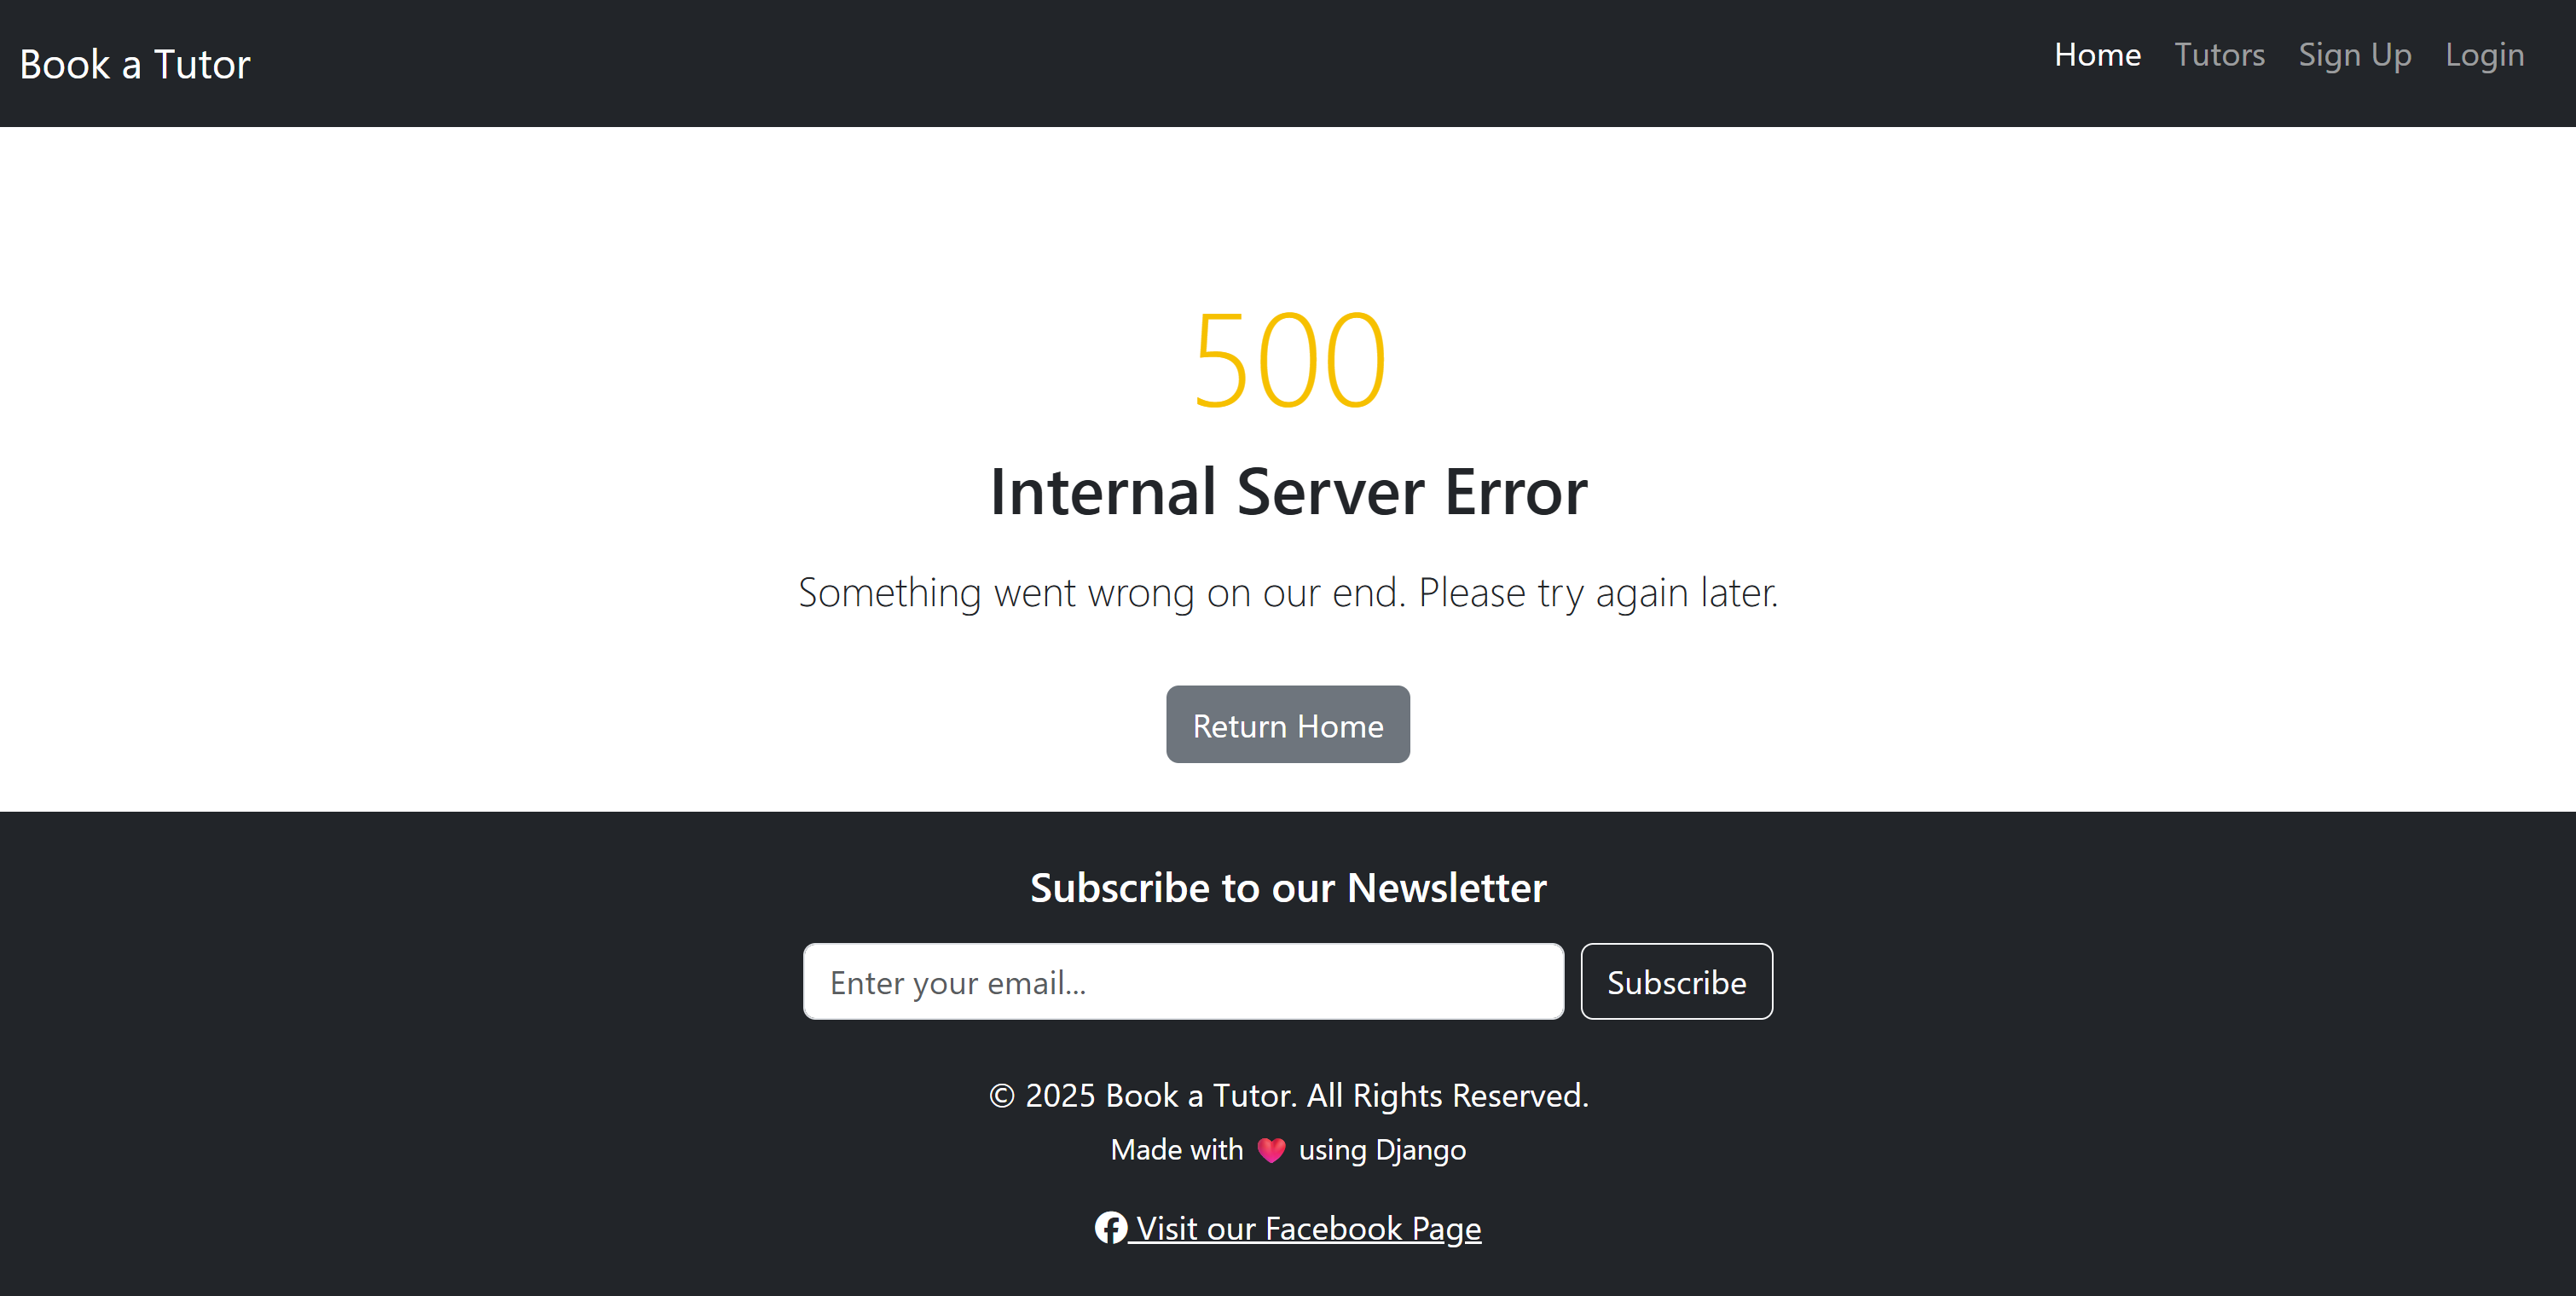 Book a Tutor
Home Tutors Sign Up Login
500
Internal Server Error
Something went wrong on our end. Please try again later.
Return Home
Subscribe to our Newsletter
Enter your email... Subscribe
© 2025 Book a Tutor. All Rights Reserved.
Made with ❤️ using Django
Visit our Facebook Page